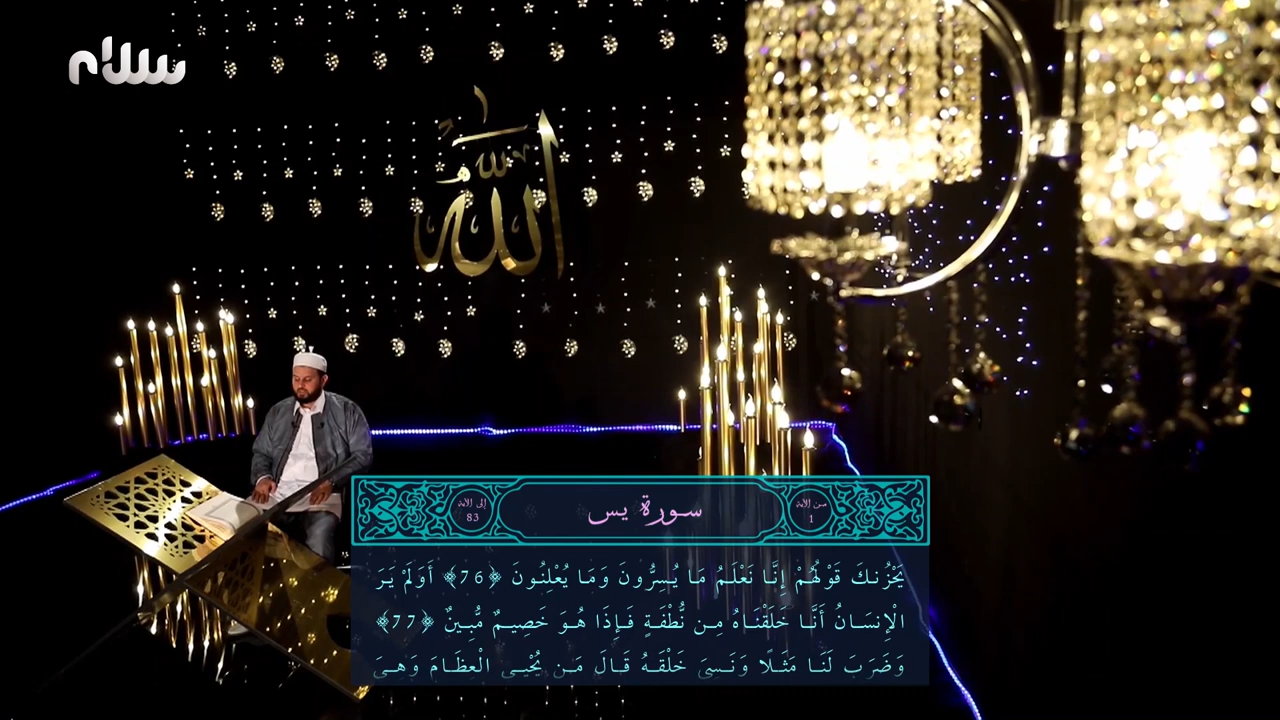 سلام
اللّٰهُ
سورة يس
من الآية
1
إلى الآية
83
يَحْزُنكَ قَوْلُهُمْ إِنَّا نَعْلَمُ مَا يُسِرُّونَ وَمَا يُعْلِنُونَ ﴿76﴾ أَوَلَمْ يَرَ
الْإِنسَانُ أَنَّا خَلَقْنَاهُ مِن نُّطْفَةٍ فَإِذَا هُوَ خَصِيمٌ مُّبِينٌ ﴿77﴾
وَضَرَبَ لَنَا مَثَلًا وَنَسِيَ خَلْقَهُ قَالَ مَن يُحْيِي الْعِظَامَ وَهِيَ